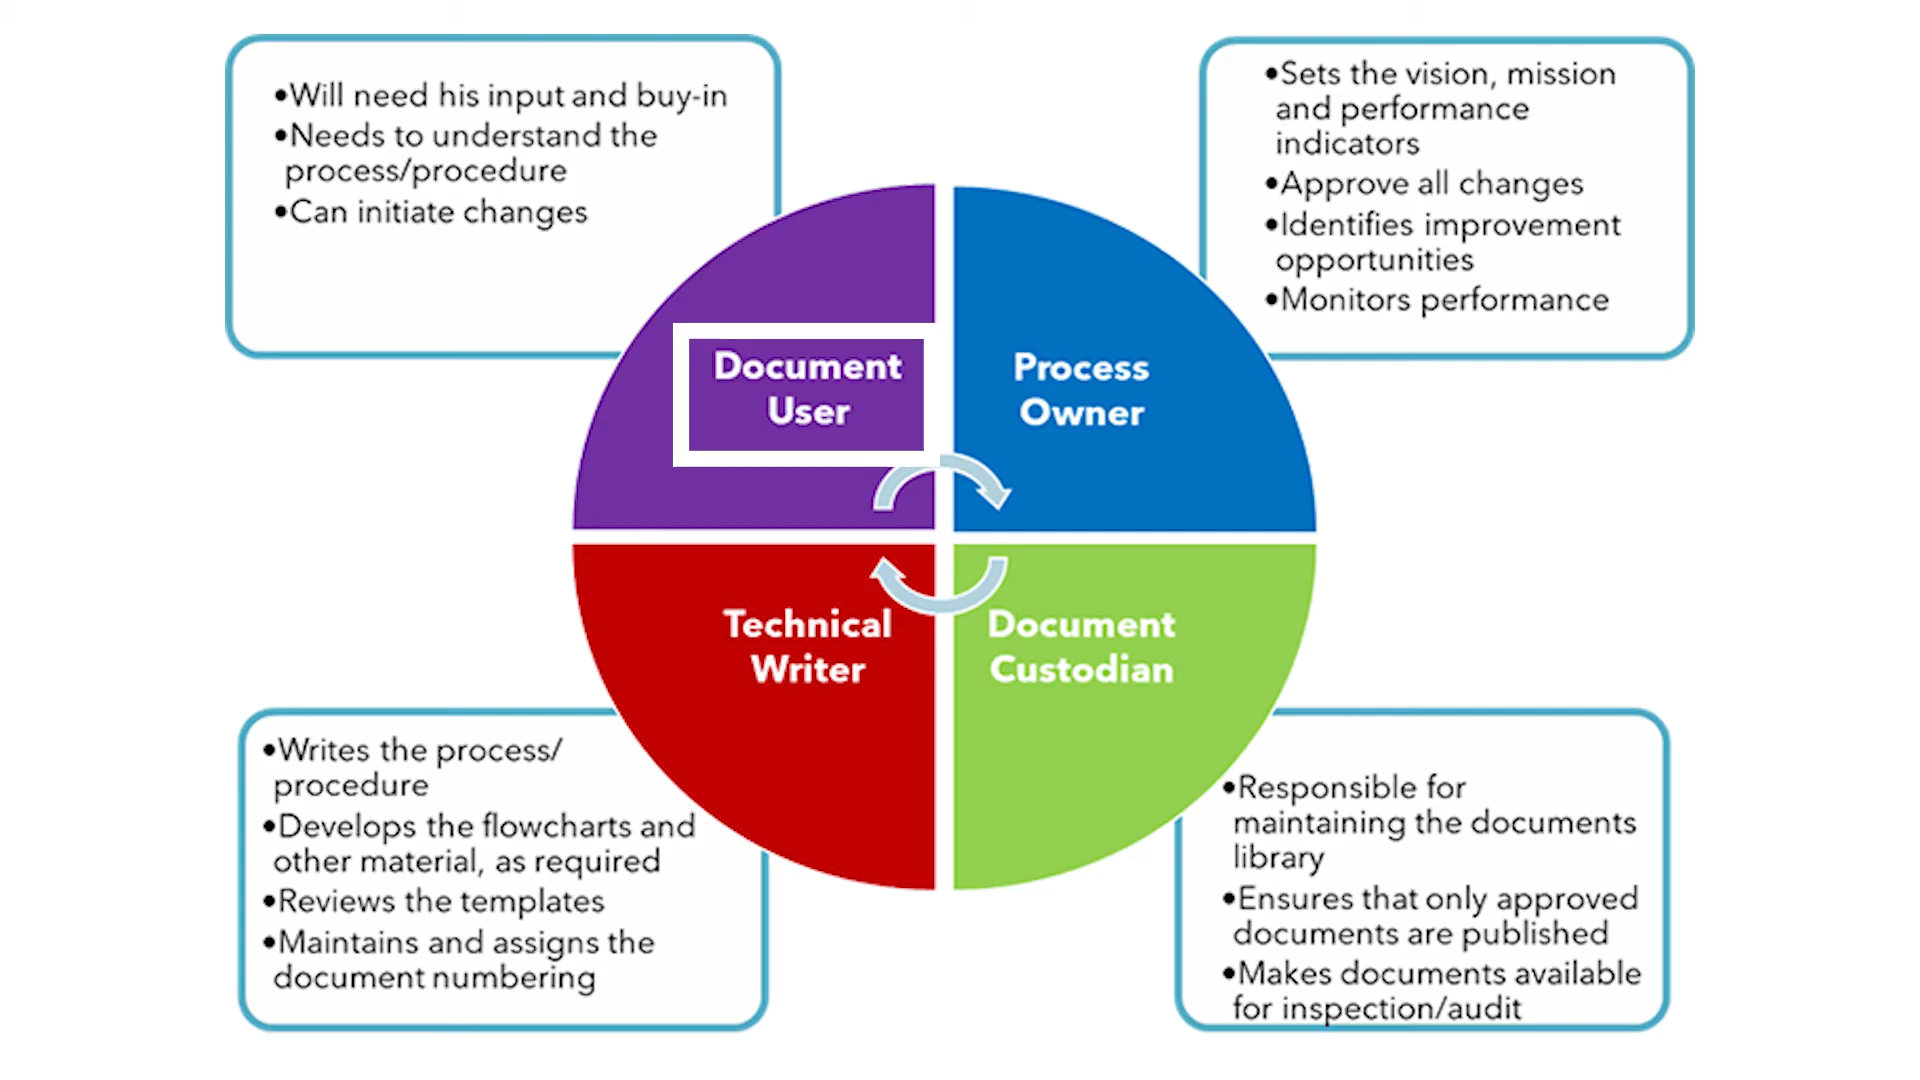 •Will need his input and buy-in
•Needs to understand the
process/procedure
•Can initiate changes
•Sets the vision, mission
and performance
indicators
•Approve all changes
•Identifies improvement
opportunities
•Monitors performance
Document
User
Process
Owner
Technical
Writer
Document
Custodian
•Writes the process/
procedure
•Develops the flowcharts and
other material, as required
•Reviews the templates
•Maintains and assigns the
document numbering
•Responsible for
maintaining the documents
library
•Ensures that only approved
documents are published
•Makes documents available
for inspection/audit